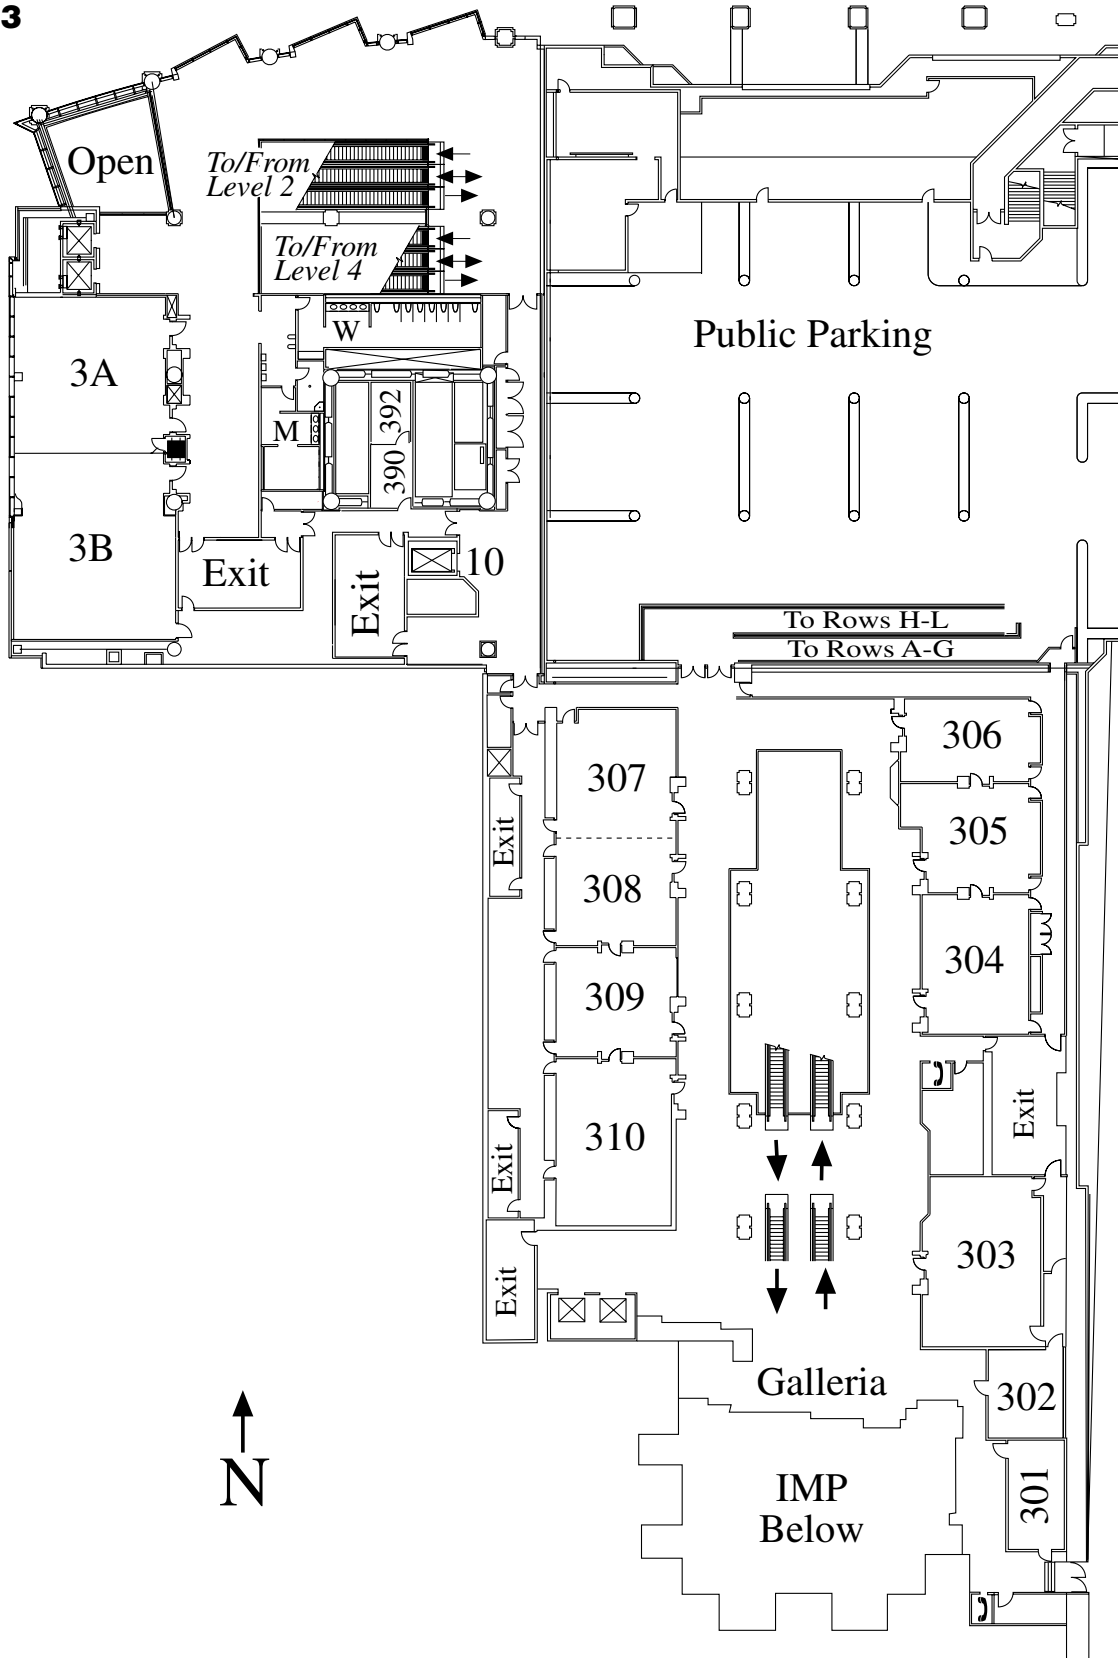 3
Open
To/From
Level 2
To/From
Level 4
W
Public Parking
3A
392
M
390
3B
Exit
Exit
10
To Rows H-L
To Rows A-G
306
307
305
Exit
308
304
309
Exit
310
Exit
303
Exit
Galleria
302
N
IMP
Below
301